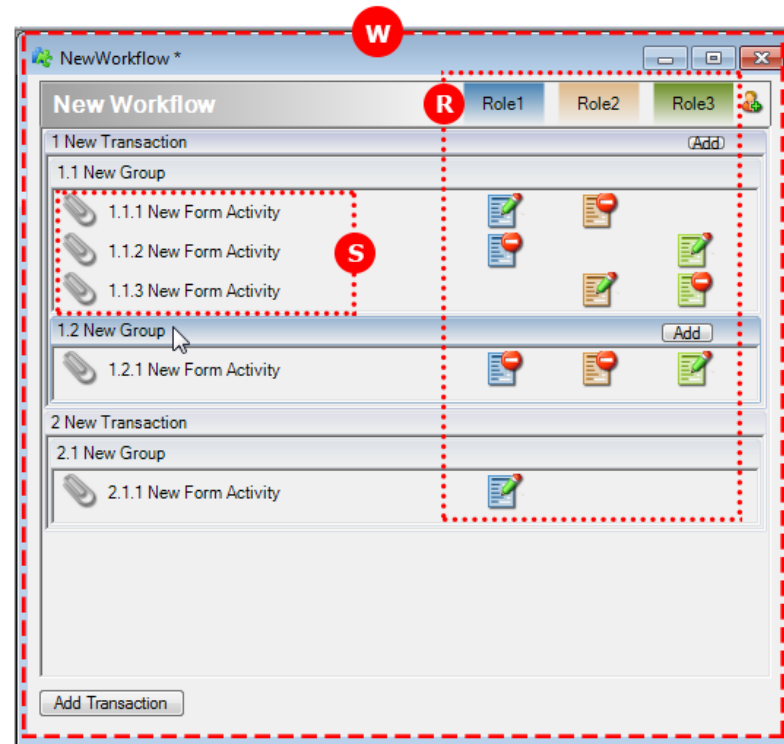 W
NewWorkflow *
New Workflow R Role1 Role2 Role3
1 New Transaction Add
1.1 New Group
1.1.1 New Form Activity
1.1.2 New Form Activity S
1.1.3 New Form Activity
1.2 New Group Add
1.2.1 New Form Activity
2 New Transaction
2.1 New Group
2.1.1 New Form Activity
Add Transaction